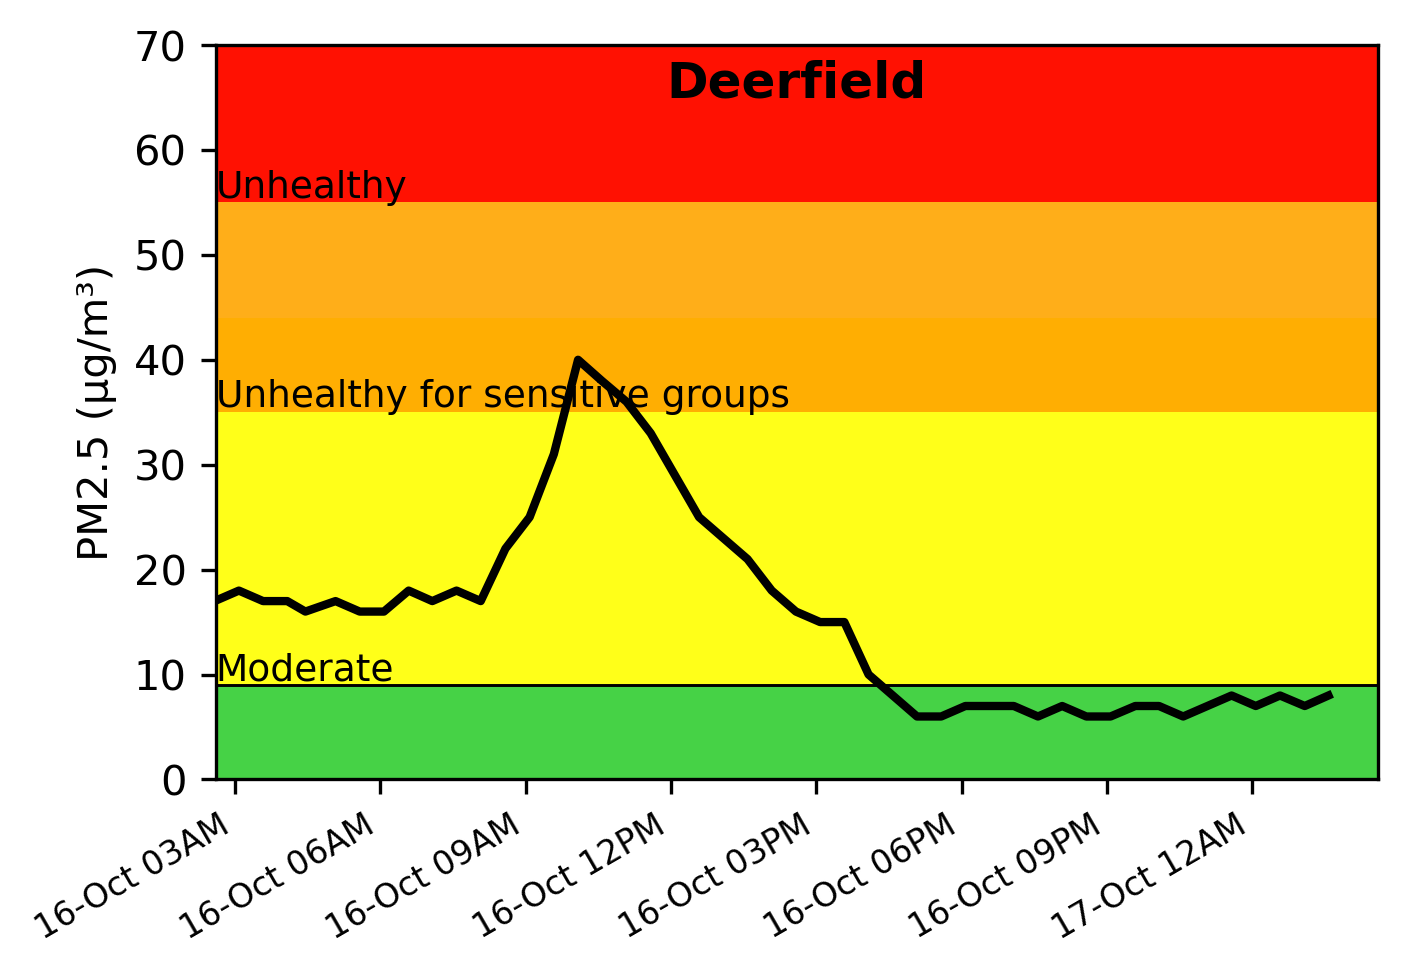 Deerfield
70
60
Unhealthy
50
40
Unhealthy for sensitive groups
30
20
10
Moderate
0
PM2.5 (µg/m³)
16-Oct 03AM
16-Oct 06AM
16-Oct 09AM
16-Oct 12PM
16-Oct 03PM
16-Oct 06PM
16-Oct 09PM
17-Oct 12AM